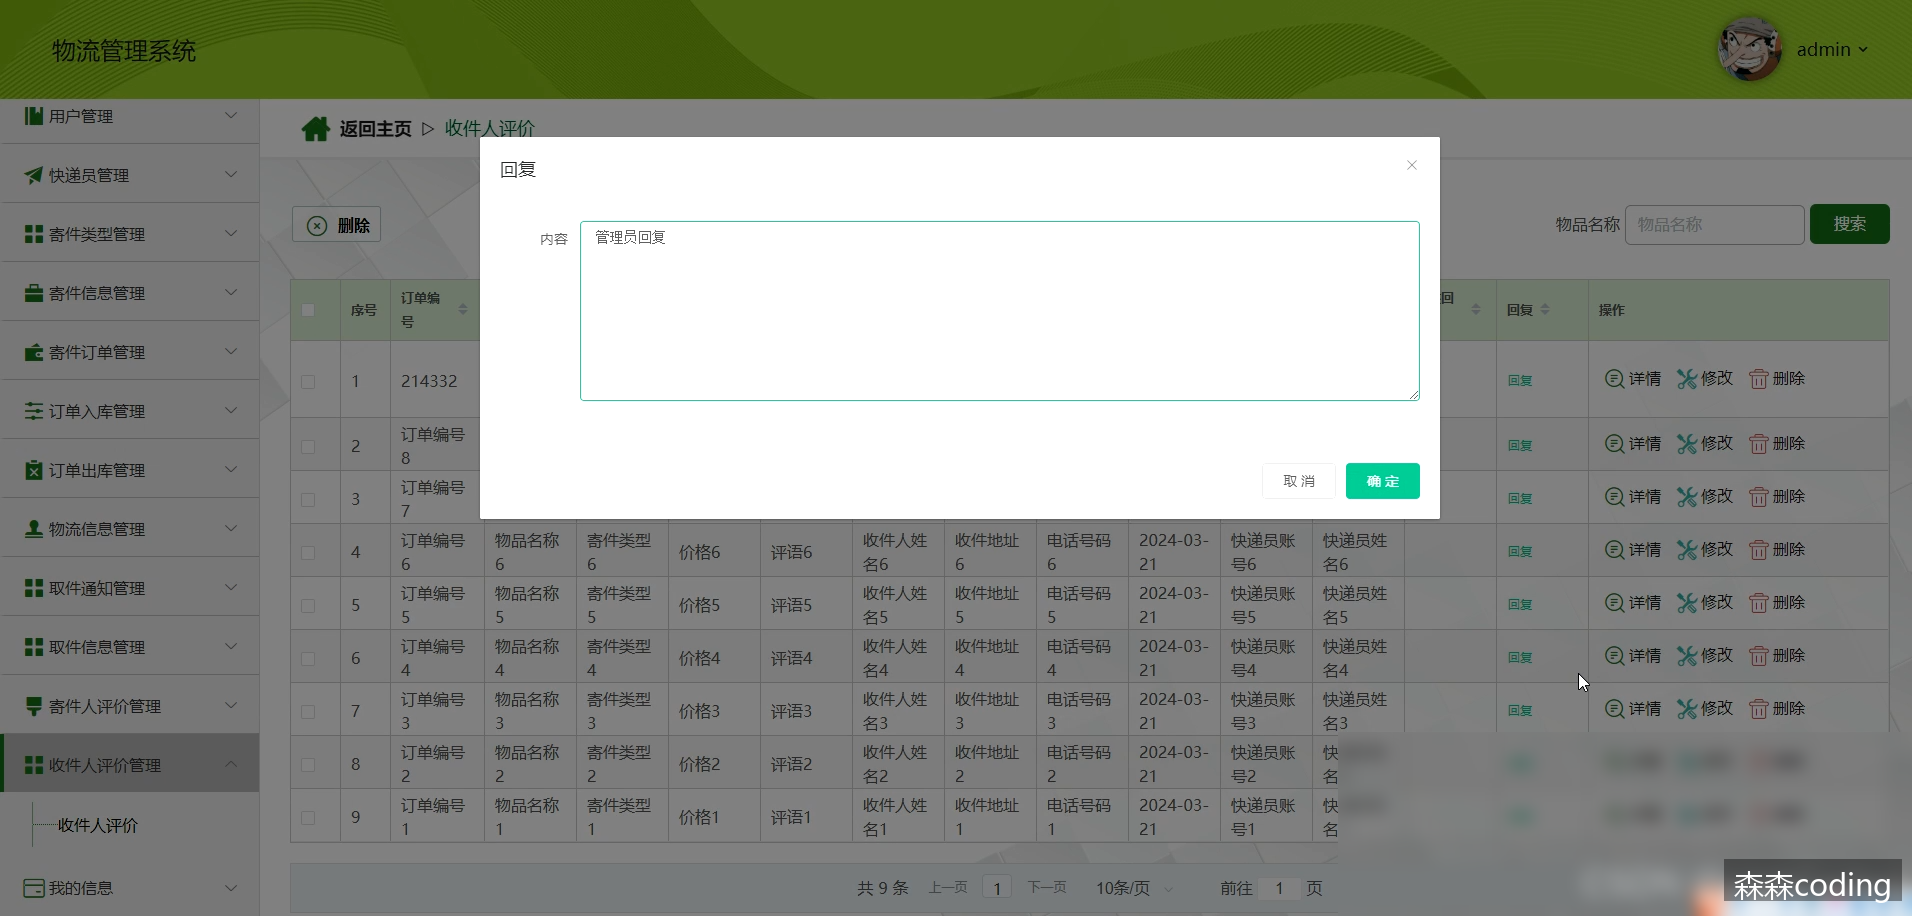 物流管理系统
admin
用户管理
快递员管理
寄件类型管理
寄件信息管理
寄件订单管理
订单入库管理
订单出库管理
物流信息管理
取件通知管理
取件信息管理
寄件人评价管理
收件人评价管理
收件人评价
我的信息
返回主页 ▷ 收件人评价
回复
内容
管理员回复
取 消
确 定
删除
物品名称 物品名称 搜索
序号 订单编号 回 回复 操作
1 214332 回复 详情 修改 删除
2 订单编号8 回复 详情 修改 删除
3 订单编号7 回复 详情 修改 删除
4 订单编号6 物品名称6 寄件类型6 价格6 评语6 收件人姓名6 收件地址6 电话号码6 2024-03-21 快递员账号6 快递员姓名6 回复 详情 修改 删除
5 订单编号5 物品名称5 寄件类型5 价格5 评语5 收件人姓名5 收件地址5 电话号码5 2024-03-21 快递员账号5 快递员姓名5 回复 详情 修改 删除
6 订单编号4 物品名称4 寄件类型4 价格4 评语4 收件人姓名4 收件地址4 电话号码4 2024-03-21 快递员账号4 快递员姓名4 回复 详情 修改 删除
7 订单编号3 物品名称3 寄件类型3 价格3 评语3 收件人姓名3 收件地址3 电话号码3 2024-03-21 快递员账号3 快递员姓名3 回复 详情 修改 删除
8 订单编号2 物品名称2 寄件类型2 价格2 评语2 收件人姓名2 收件地址2 电话号码2 2024-03-21 快递员账号2 快 名
9 订单编号1 物品名称1 寄件类型1 价格1 评语1 收件人姓名1 收件地址1 电话号码1 2024-03-21 快递员账号1 快 名
共 9 条 上一页 1 下一页 10条/页 前往 1 页
森森coding